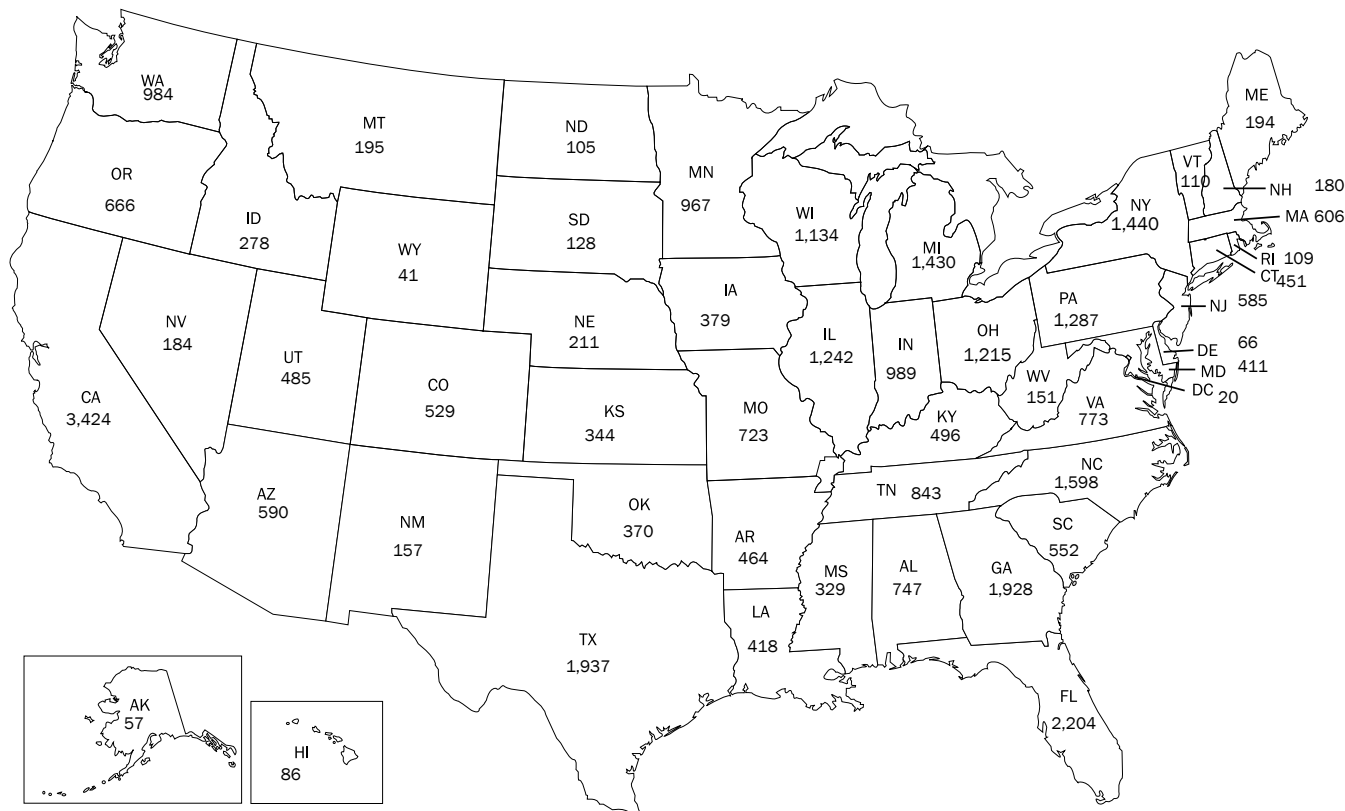 WA
984
MT
195
ND
105
MN
967
OR
666
ID
278
WY
41
SD
128
WI
1,134
MI
1,430
ME
194
VT
110
NH 180
NY
1,440
MA 606
RI 109
CT 451
NJ 585
PA
1,287
DE 66
MD 411
DC 20
NV
184
UT
485
CO
529
NE
211
IA
379
IL
1,242
IN
989
OH
1,215
WV
151
VA
773
CA
3,424
KS
344
MO
723
KY
496
NC
1,598
TN 843
AZ
590
NM
157
OK
370
AR
464
SC
552
MS
329
AL
747
GA
1,928
TX
1,937
LA
418
FL
2,204
AK
57
HI
86